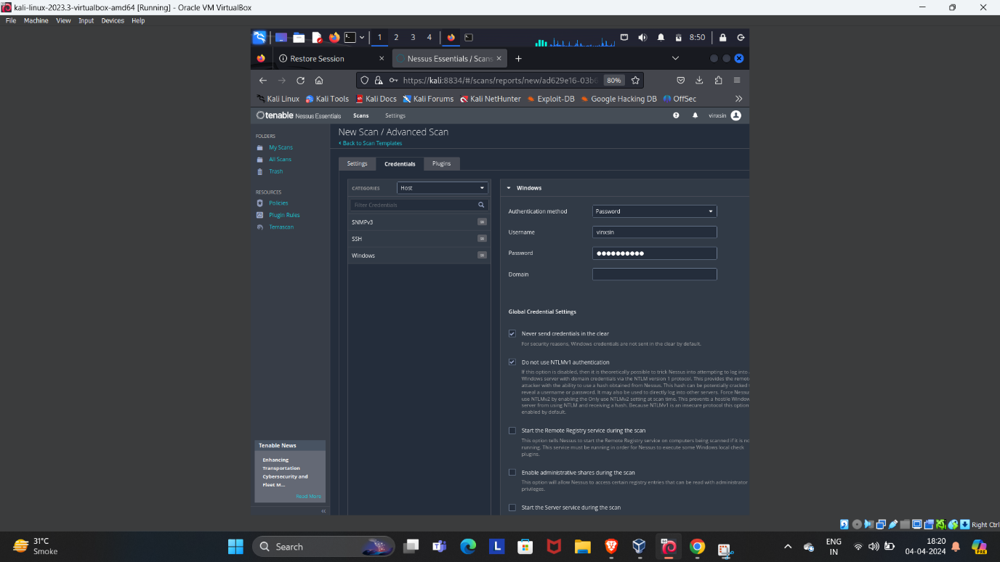 kali-linux-2023.3-virtualbox-amd64 [Running] - Oracle VM VirtualBox
File Machine View Input Devices Help
1 2 3 4 8:50
Restore Session Nessus Essentials / Scans
https://kali:8834/#/scans/reports/new/ad629e16-03b 80%
Kali Linux Kali Tools Kali Docs Kali Forums Kali NetHunter Exploit-DB Google Hacking DB OffSec
tenable Nessus Essentials Scans Settings vinxsin
FOLDERS
My Scans
All Scans
Trash
RESOURCES
Policies
Plugin Rules
Terrascan
New Scan / Advanced Scan
Back to Scan Templates
Settings Credentials Plugins
CATEGORIES Host
Filter Credentials
SNMPv3 ∞
SSH ∞
Windows ∞
Windows
Authentication method Password
Username vinxsin
Password ●●●●●●●●●●
Domain
Global Credential Settings
Never send credentials in the clear
For security reasons, Windows credentials are not sent in the clear by default.
Do not use NTLMv1 authentication
If this option is disabled, then it is theoretically possible to trick Nessus into attempting to log into
Windows server with domain credentials via the NTLM version 1 protocol. This provides the remot
attacker with the ability to use a hash obtained from Nessus. This hash can be potentially cracked
reveal a username or password. It may also be used to directly log into other servers. Force Nessu
use NTLMv2 by enabling the Only use NTLMv2 setting at scan time. This prevents a hostile Window
server from using NTLM and receiving a hash. Because NTLMv1 is an insecure protocol this option
enabled by default.
Start the Remote Registry service during the scan
This option tells Nessus to start the Remote Registry service on computers being scanned if it is no
running. This service must be running in order for Nessus to execute some Windows local check
plugins.
Enable administrative shares during the scan
This option will allow Nessus to access certain registry entries that can be read with administrator
privileges.
Start the Server service during the scan
Tenable News
Enhancing
Transportation
Cybersecurity and
Fleet M...
Read More
Right Ctrl
31°C
Smoke
Search
L
ENG
IN
18:20
04-04-2024
PRE